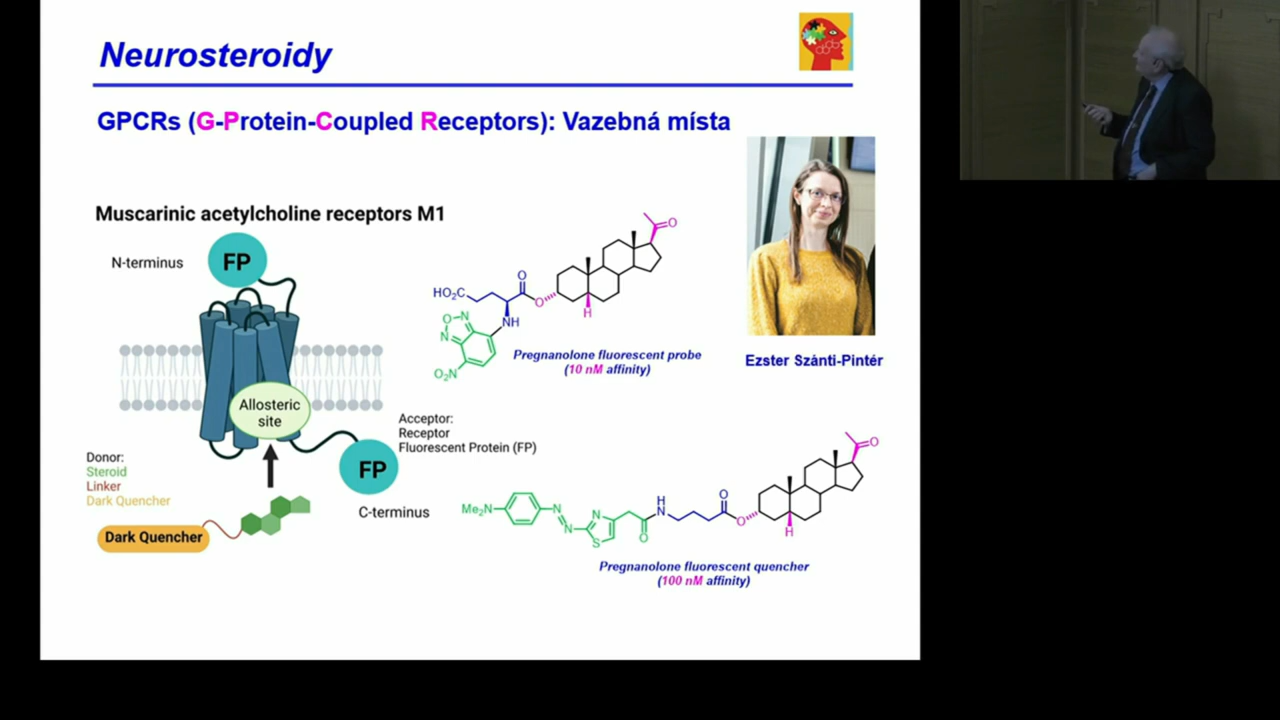 Neurosteroidy
GPCRs (G-Protein-Coupled Receptors): Vazebná místa
Muscarinic acetylcholine receptors M1
N-terminus
FP
Allosteric
site
Acceptor:
Receptor
Fluorescent Protein (FP)
FP
C-terminus
Donor:
Steroid
Linker
Dark Quencher
Dark Quencher
O
O
HO₂C
O
H
NH
N
O
N
O₂N
Pregnanolone fluorescent probe
(10 nM affinity)
Ezster Szánti-Pintér
O
O
H
N
O
H
Me₂N
N
N
N
S
O
Pregnanolone fluorescent quencher
(100 nM affinity)